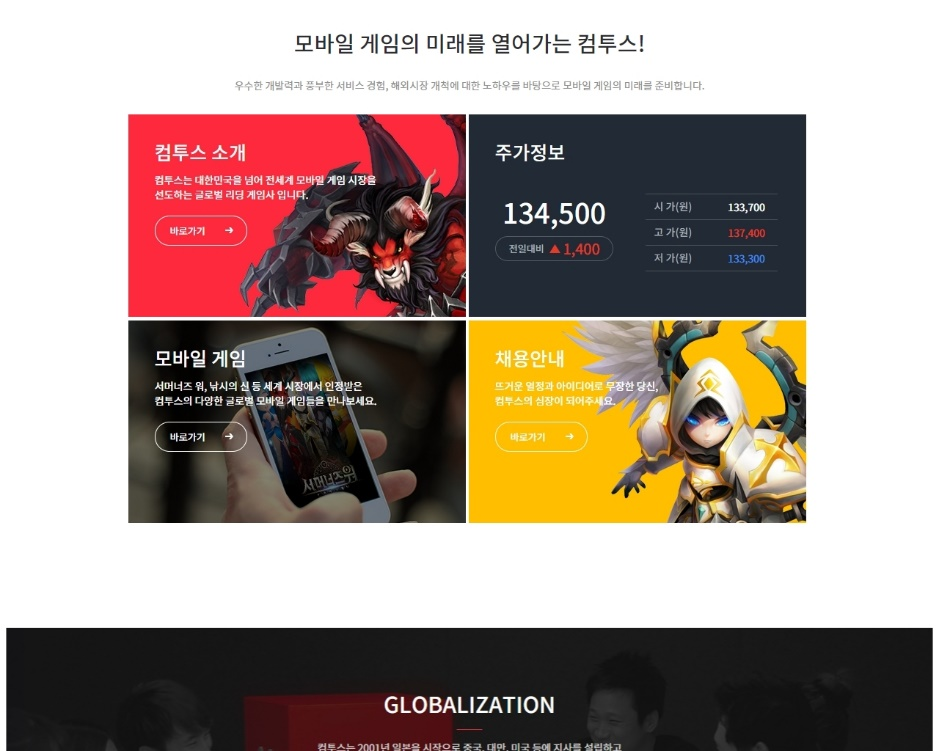 모바일 게임의 미래를 열어가는 컴투스!
우수한 개발력과 풍부한 서비스 경험, 해외시장 개척에 대한 노하우를 바탕으로 모바일 게임의 미래를 준비합니다.
컴투스 소개
컴투스는 대한민국을 넘어 전세계 모바일 게임 시장을
선도하는 글로벌 리딩 게임사 입니다.
바로가기 →
주가정보
134,500
전일대비 ▲ 1,400
시 가(원) 133,700
고 가(원) 137,400
저 가(원) 133,300
모바일 게임
서머너즈 워, 낚시의 신 등 세계 시장에서 인정받은
컴투스의 다양한 글로벌 모바일 게임들을 만나보세요.
바로가기 →
서머너즈워
채용안내
뜨거운 열정과 아이디어로 무장한 당신,
컴투스의 심장이 되어주세요.
바로가기 →
GLOBALIZATION
컴투스는 2001년 일본을 시작으로 중국, 대만, 미국 등에 지사를 설립하고